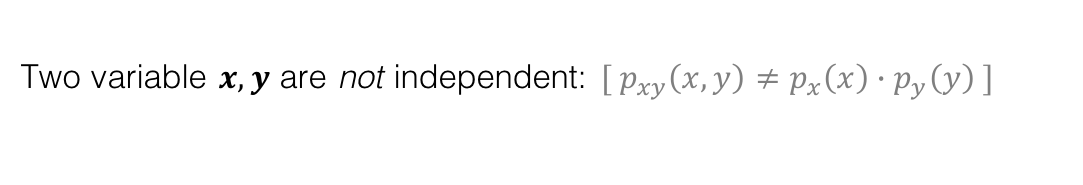 Two variable x, y are not independent: [ pxy(x, y) ≠ px(x) · py(y) ]